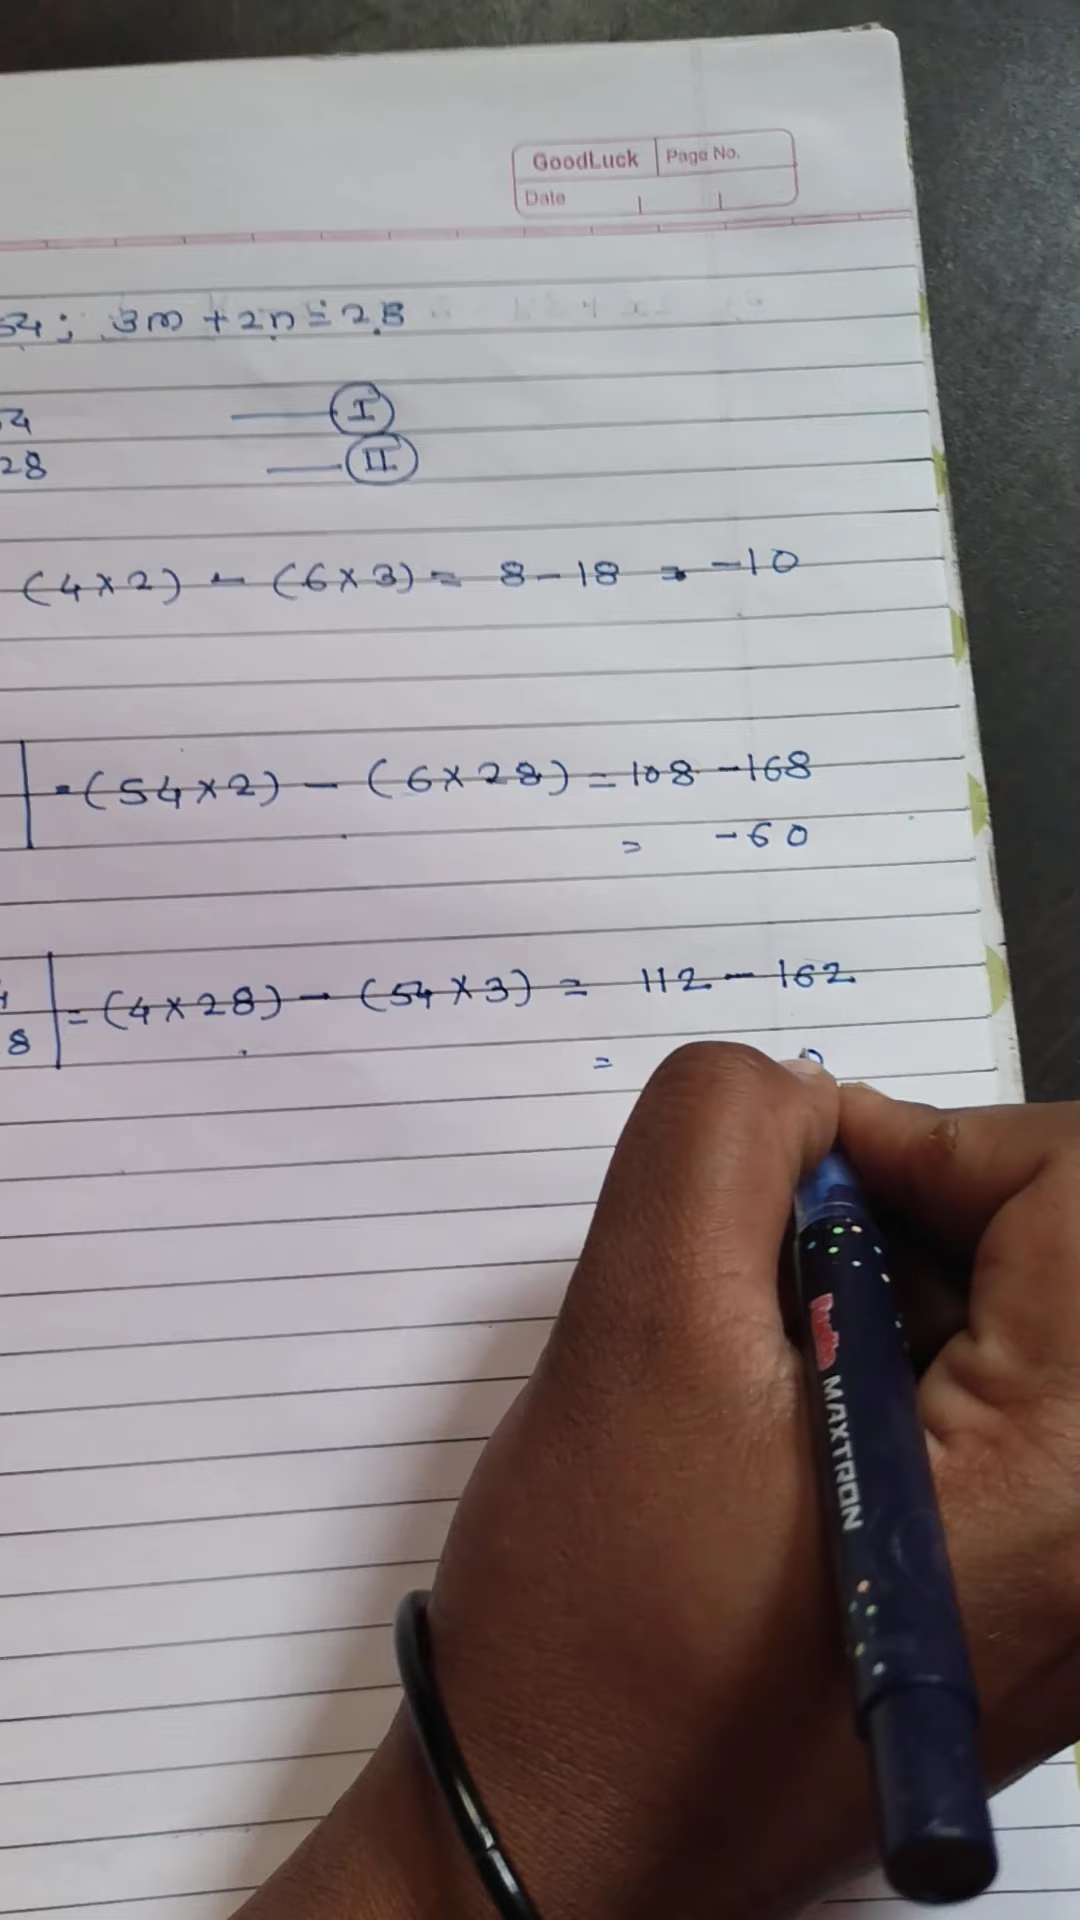 GoodLuck Page No.
Date
54; 3m + 2n = 28
54 ——— I
28 ——— II
(4×2) - (6×3) = 8 - 18 = -10
= (54×2) - (6×28) = 108 - 168
= -60
= (4×28) - (54×3) = 112 - 162
8
=
MAXTRON